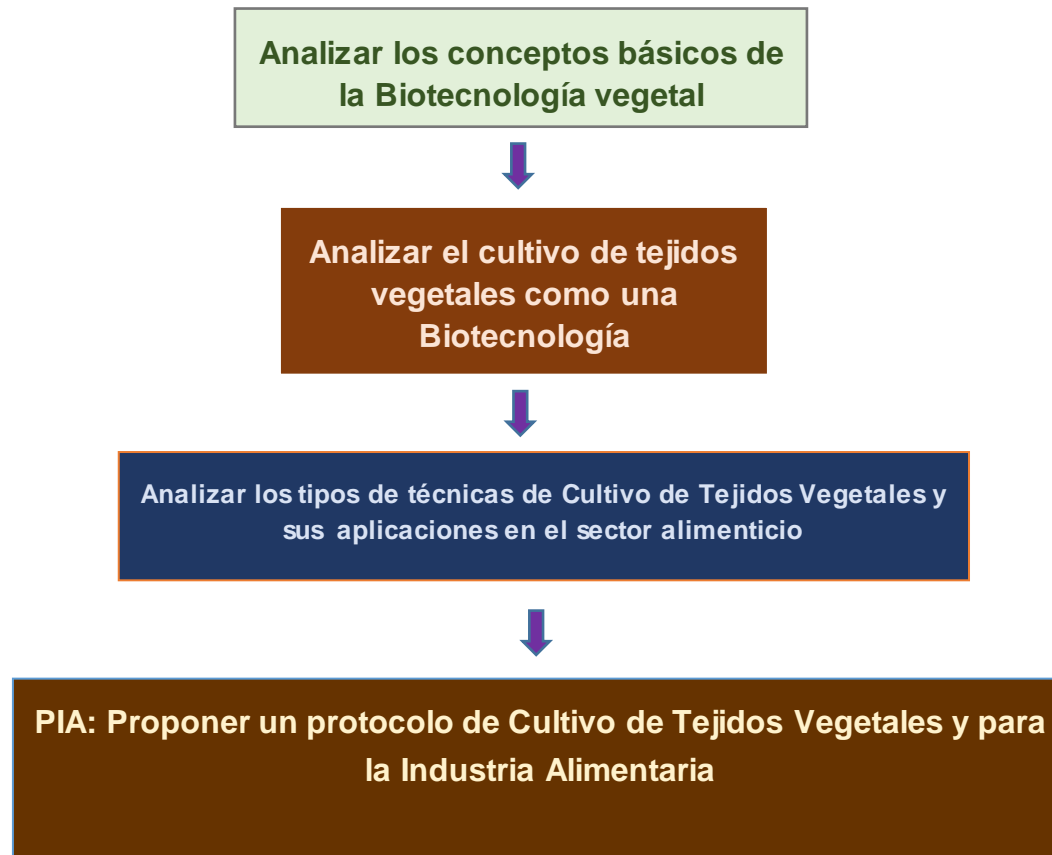 Analizar los conceptos básicos de
la Biotecnología vegetal
Analizar el cultivo de tejidos
vegetales como una
Biotecnología
Analizar los tipos de técnicas de Cultivo de Tejidos Vegetales y
sus aplicaciones en el sector alimenticio
PIA: Proponer un protocolo de Cultivo de Tejidos Vegetales y para
la Industria Alimentaria